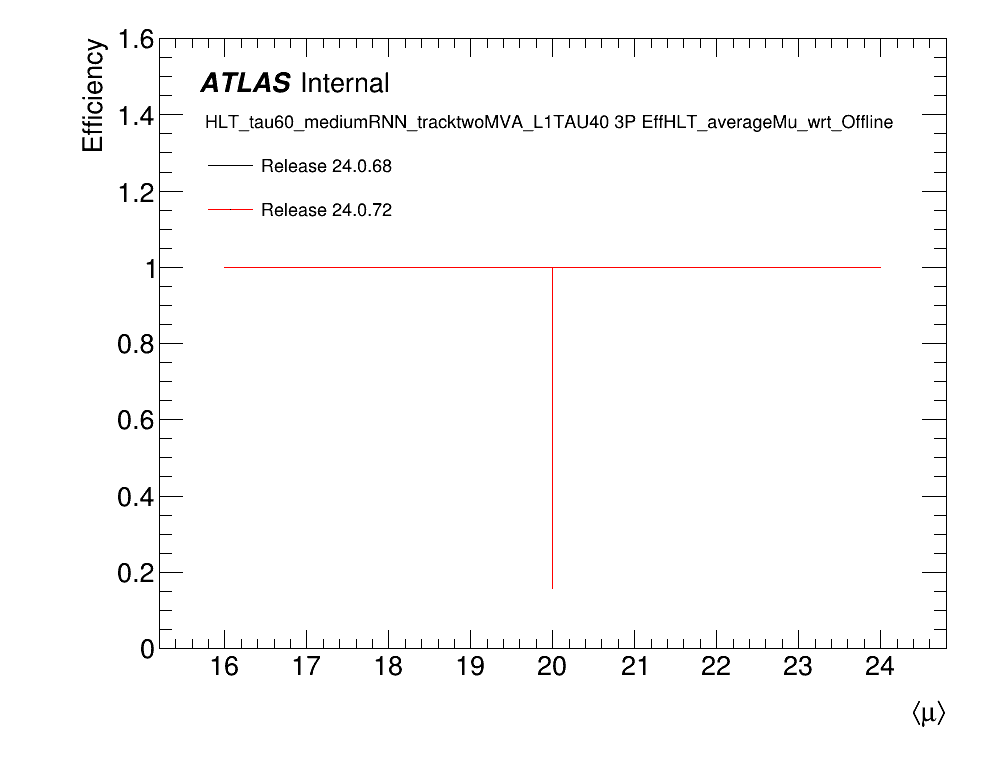 Efficiency
ATLAS Internal
HLT_tau60_mediumRNN_tracktwoMVA_L1TAU40 3P EffHLT_averageMu_wrt_Offline
Release 24.0.68
Release 24.0.72
1.6
1.4
1.2
1
0.8
0.6
0.4
0.2
0
16 17 18 19 20 21 22 23 24
⟨μ⟩